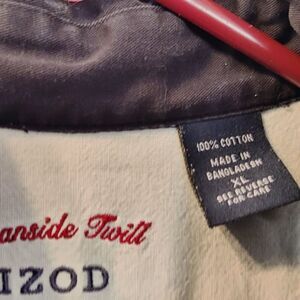 100% COTTON
MADE IN
BANGLADESH
XL
SEE REVERSE
FOR CARE
anside Twill
IZOD